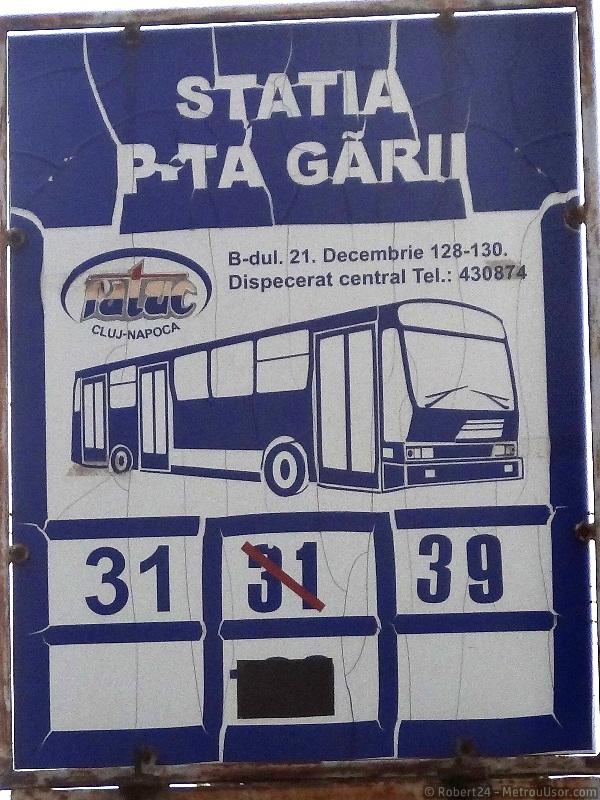 STATIA
P-TA GĂRII
B-dul. 21. Decembrie 128-130.
Dispecerat central Tel.: 430874
ratuc
CLUJ-NAPOCA
31 31 39
© Robert24 - MetrouUsor.com